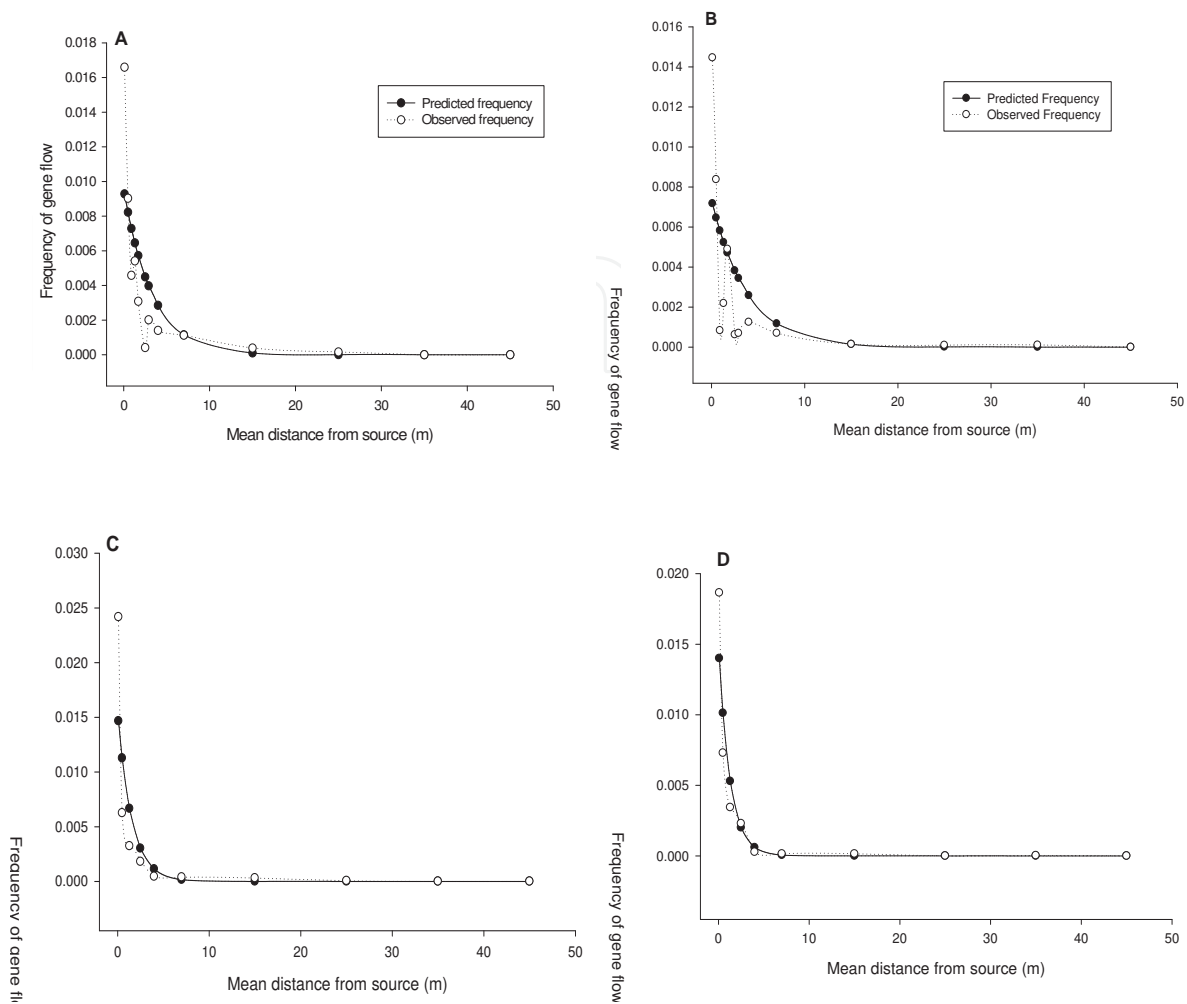 A
0.018
0.016
0.014
0.012
0.010
0.008
0.006
0.004
0.002
0.000
Frequency of gene flow
Predicted frequency
Observed frequency
0 10 20 30 40 50
Mean distance from source (m)
B
0.016
0.014
0.012
0.010
0.008
0.006
0.004
0.002
0.000
Frequency of gene flow
Predicted Frequency
Observed Frequency
0 10 20 30 40 50
Mean distance from source (m)
C
0.030
0.025
0.020
0.015
0.010
0.005
0.000
Frequency of gene fl
0 10 20 30 40 50
Mean distance from source (m)
D
0.020
0.015
0.010
0.005
0.000
Frequency of gene flow
0 10 20 30 40 50
Mean distance from source (m)